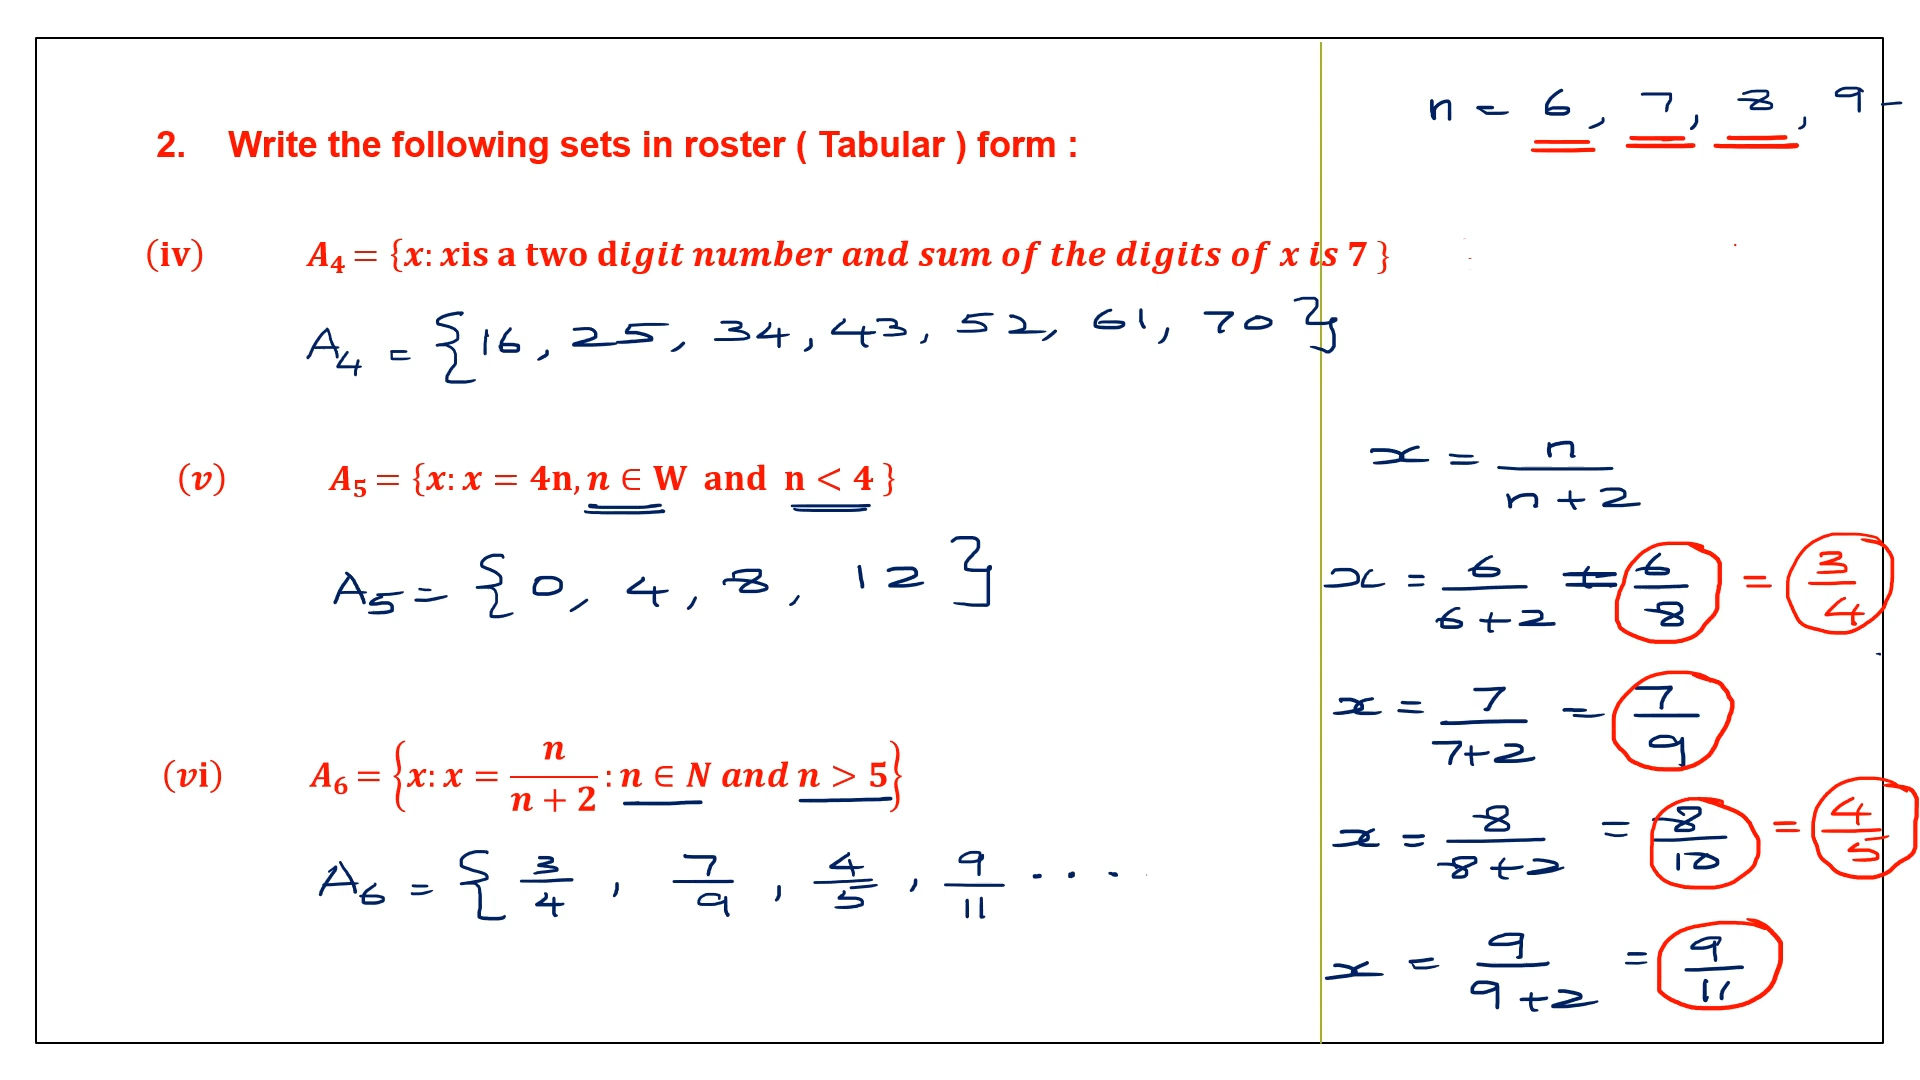 2. Write the following sets in roster ( Tabular ) form :
(iv) A₄ = {x: xis a two digit number and sum of the digits of x is 7 }
A₄ = {16, 25, 34, 43, 52, 61, 70}
(v) A₅ = {x: x = 4n, n ∈ W and n < 4 }
A₅ = {0, 4, 8, 12}
(vi) A₆ = {x: x = n/(n + 2) : n ∈ N and n > 5}
A₆ = {3/4, 7/9, 4/5, 9/11 ....
n = 6, 7, 8, 9 -
x = n/(n+2)
x = 6/(6+2) = 6/8 = 3/4
x = 7/(7+2) = 7/9
x = 8/(8+2) = 8/10 = 4/5
x = 9/(9+2) = 9/11